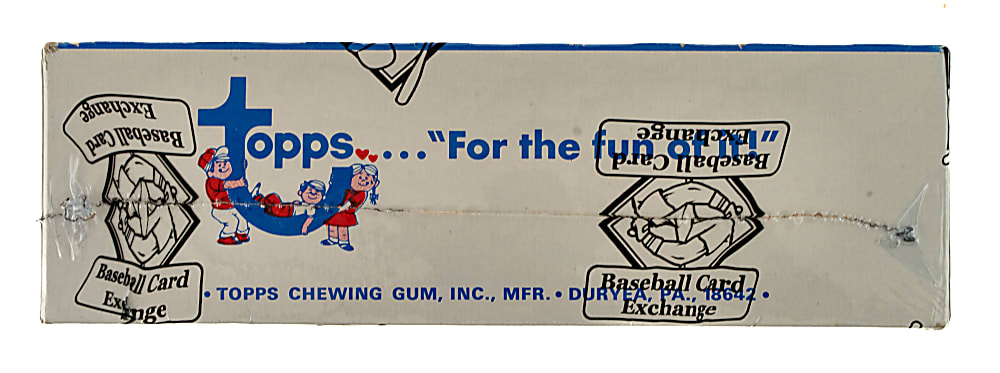 topps....."For the fun of it!"
Baseball Card
Exchange
Baseball Card
Exchange
• TOPPS CHEWING GUM, INC., MFR. • DURYEA, PA., 18642 •
Baseball Card
Exchange
Baseball Card
Exchange